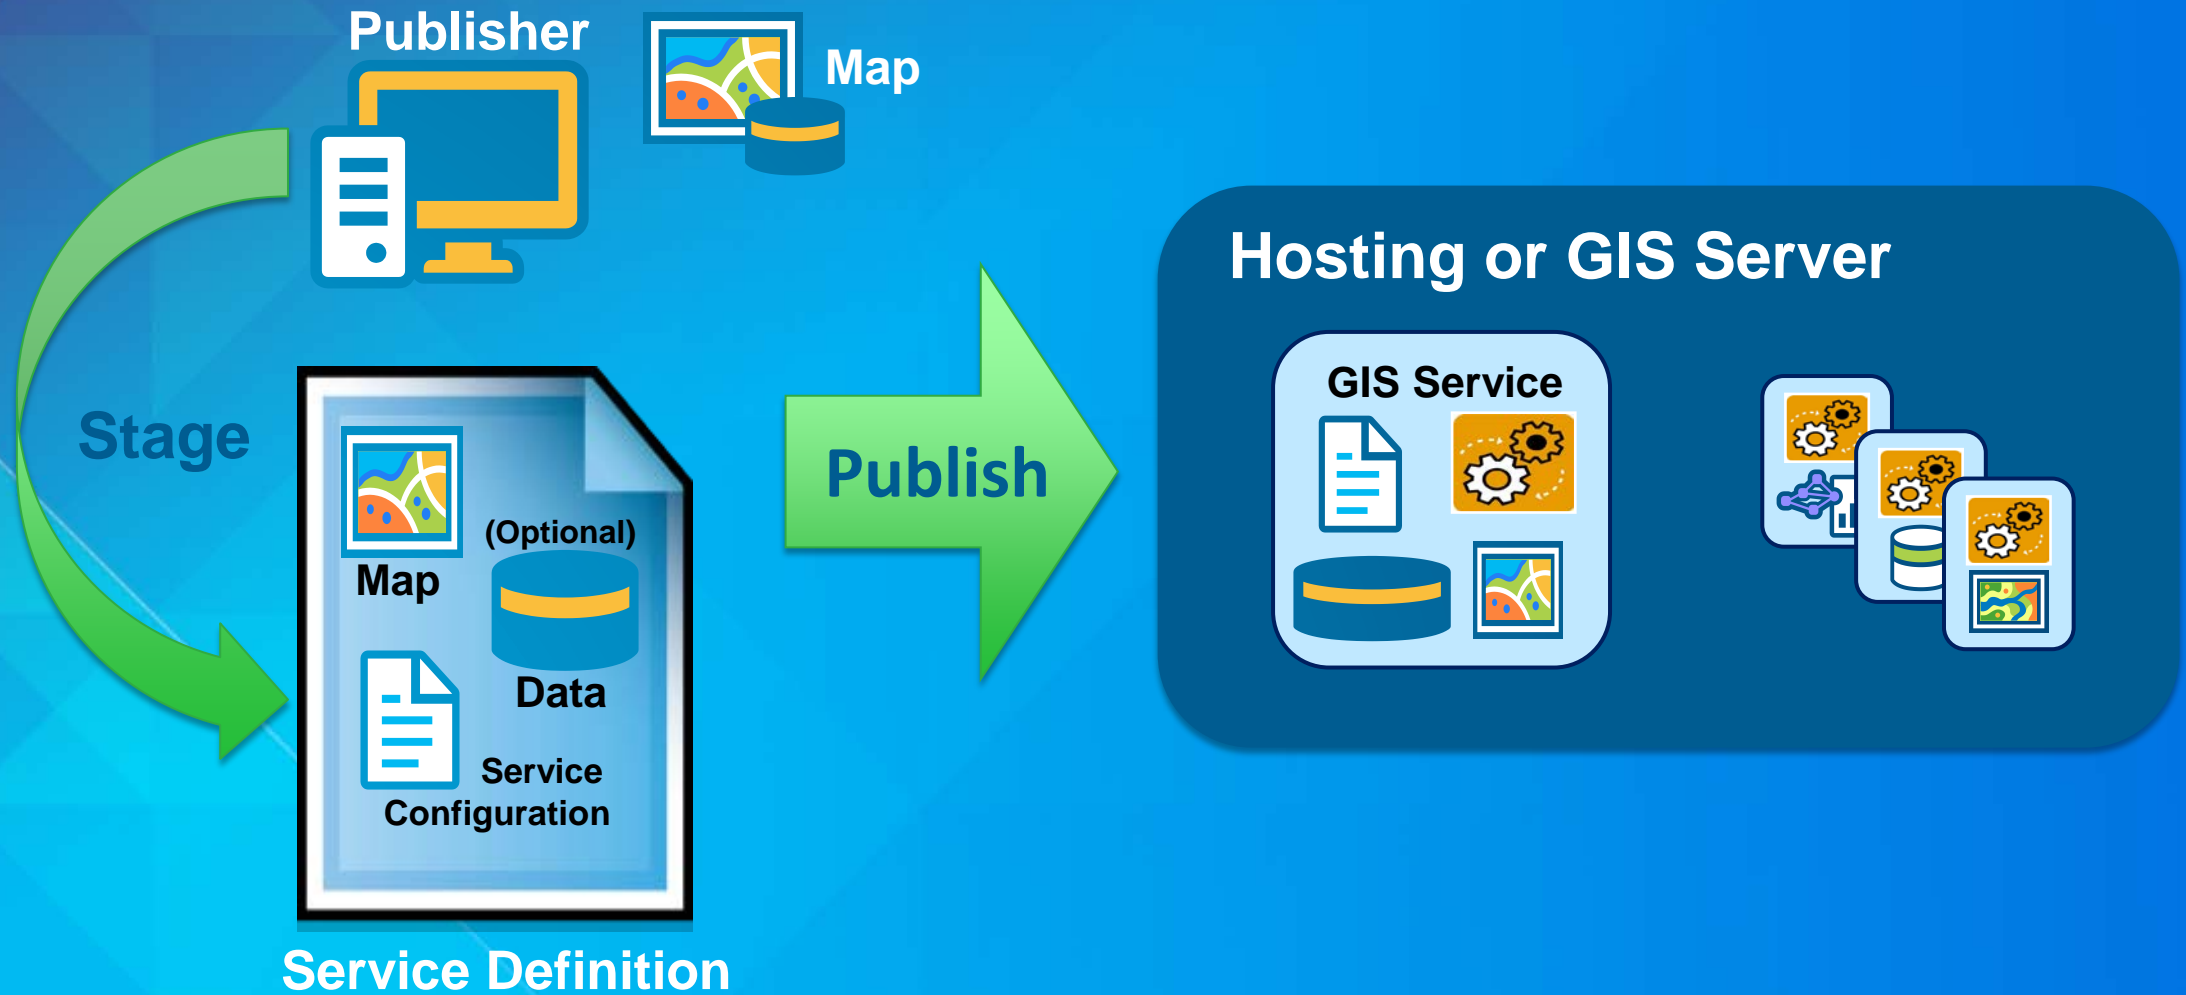 Publisher
Map
Hosting or GIS Server
GIS Service
Stage
Publish
(Optional)
Map
Data
Service
Configuration
Service Definition